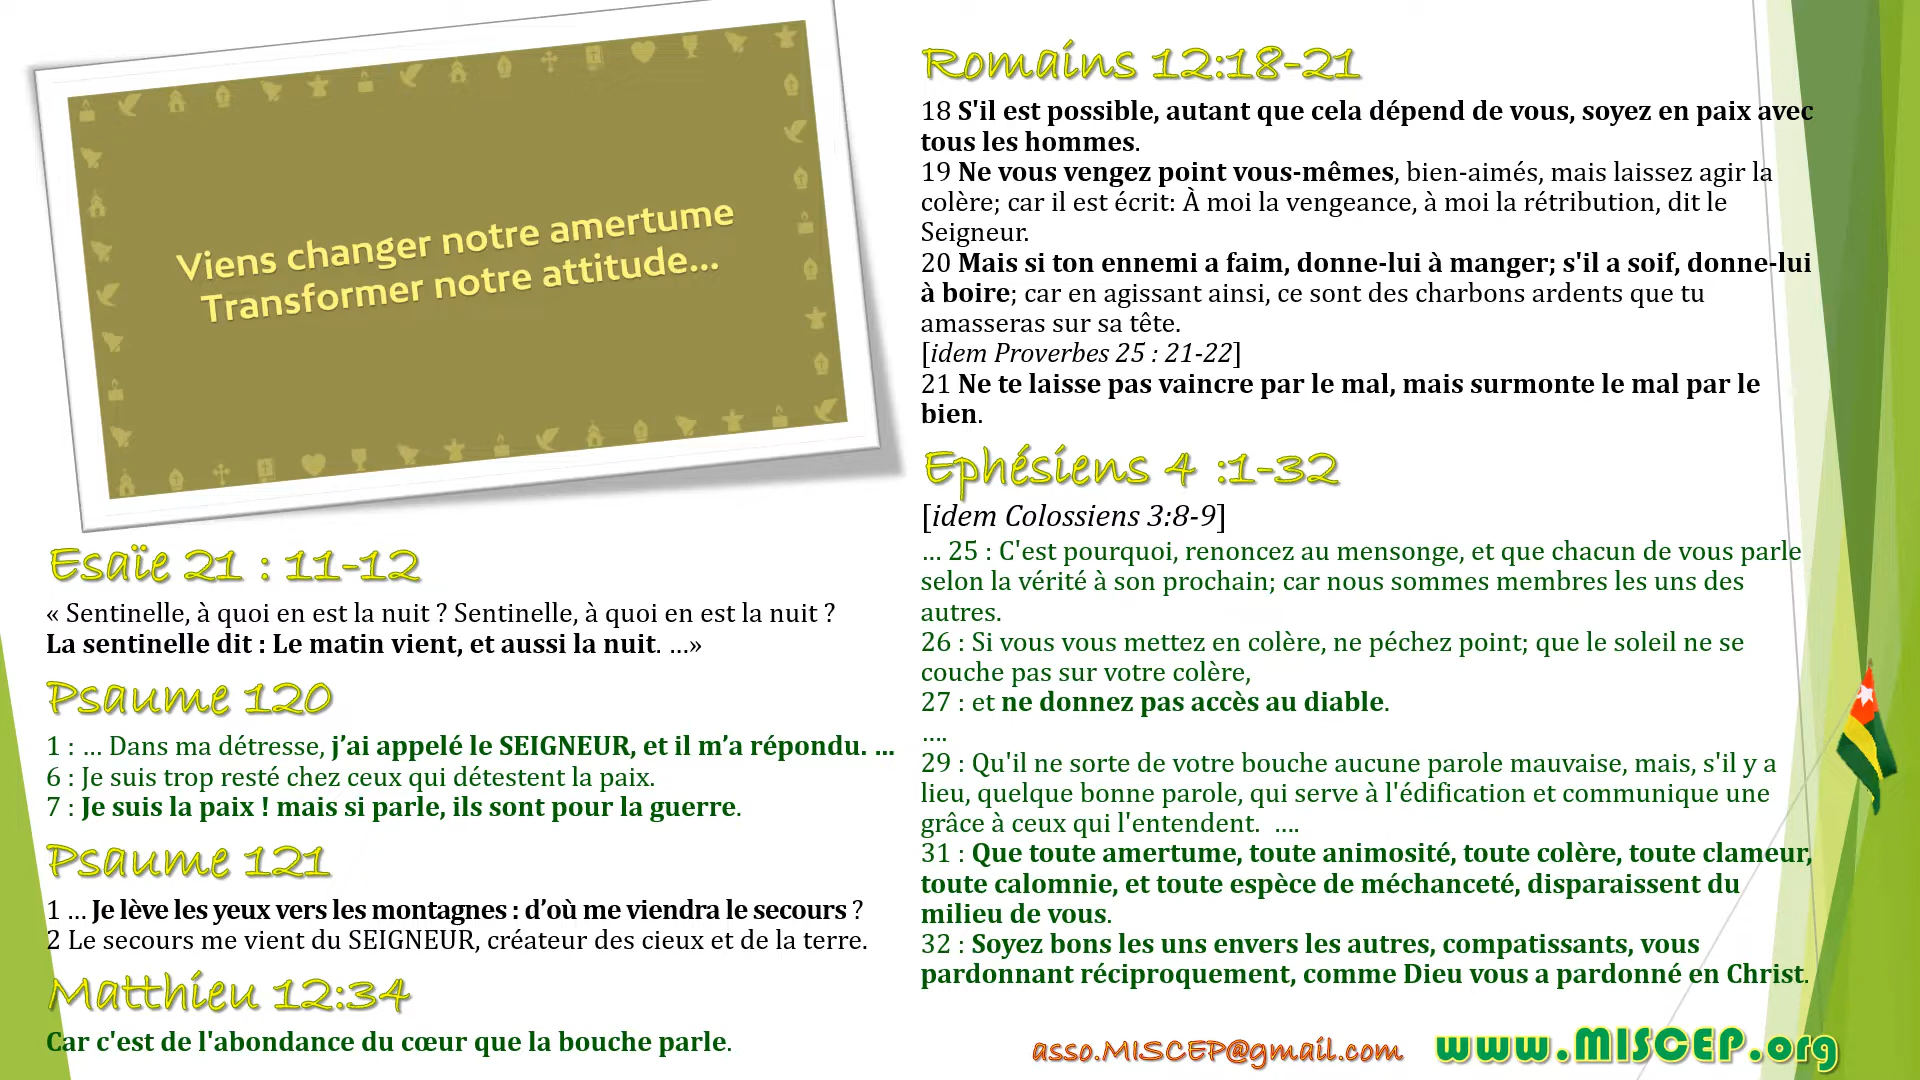 Viens changer notre amertume
Transformer notre attitude...
Esaïe 21 : 11-12
« Sentinelle, à quoi en est la nuit ? Sentinelle, à quoi en est la nuit ?
La sentinelle dit : Le matin vient, et aussi la nuit. …»
Psaume 120
1 : … Dans ma détresse, j’ai appelé le SEIGNEUR, et il m’a répondu. …
6 : Je suis trop resté chez ceux qui détestent la paix.
7 : Je suis la paix ! mais si parle, ils sont pour la guerre.
Psaume 121
1 … Je lève les yeux vers les montagnes : d’où me viendra le secours ?
2 Le secours me vient du SEIGNEUR, créateur des cieux et de la terre.
Matthieu 12:34
Car c'est de l'abondance du cœur que la bouche parle.
Romains 12:18-21
18 S'il est possible, autant que cela dépend de vous, soyez en paix avec
tous les hommes.
19 Ne vous vengez point vous-mêmes, bien-aimés, mais laissez agir la
colère; car il est écrit: À moi la vengeance, à moi la rétribution, dit le
Seigneur.
20 Mais si ton ennemi a faim, donne-lui à manger; s'il a soif, donne-lui
à boire; car en agissant ainsi, ce sont des charbons ardents que tu
amasseras sur sa tête.
[idem Proverbes 25 : 21-22]
21 Ne te laisse pas vaincre par le mal, mais surmonte le mal par le
bien.
Ephésiens 4 :1-32
[idem Colossiens 3:8-9]
… 25 : C'est pourquoi, renoncez au mensonge, et que chacun de vous parle
selon la vérité à son prochain; car nous sommes membres les uns des
autres.
26 : Si vous vous mettez en colère, ne péchez point; que le soleil ne se
couche pas sur votre colère,
27 : et ne donnez pas accès au diable.
….
29 : Qu'il ne sorte de votre bouche aucune parole mauvaise, mais, s'il y a
lieu, quelque bonne parole, qui serve à l'édification et communique une
grâce à ceux qui l'entendent. ….
31 : Que toute amertume, toute animosité, toute colère, toute clameur,
toute calomnie, et toute espèce de méchanceté, disparaissent du
milieu de vous.
32 : Soyez bons les uns envers les autres, compatissants, vous
pardonnant réciproquement, comme Dieu vous a pardonné en Christ.
asso.MISCEP@gmail.com
www.MISCEP.org